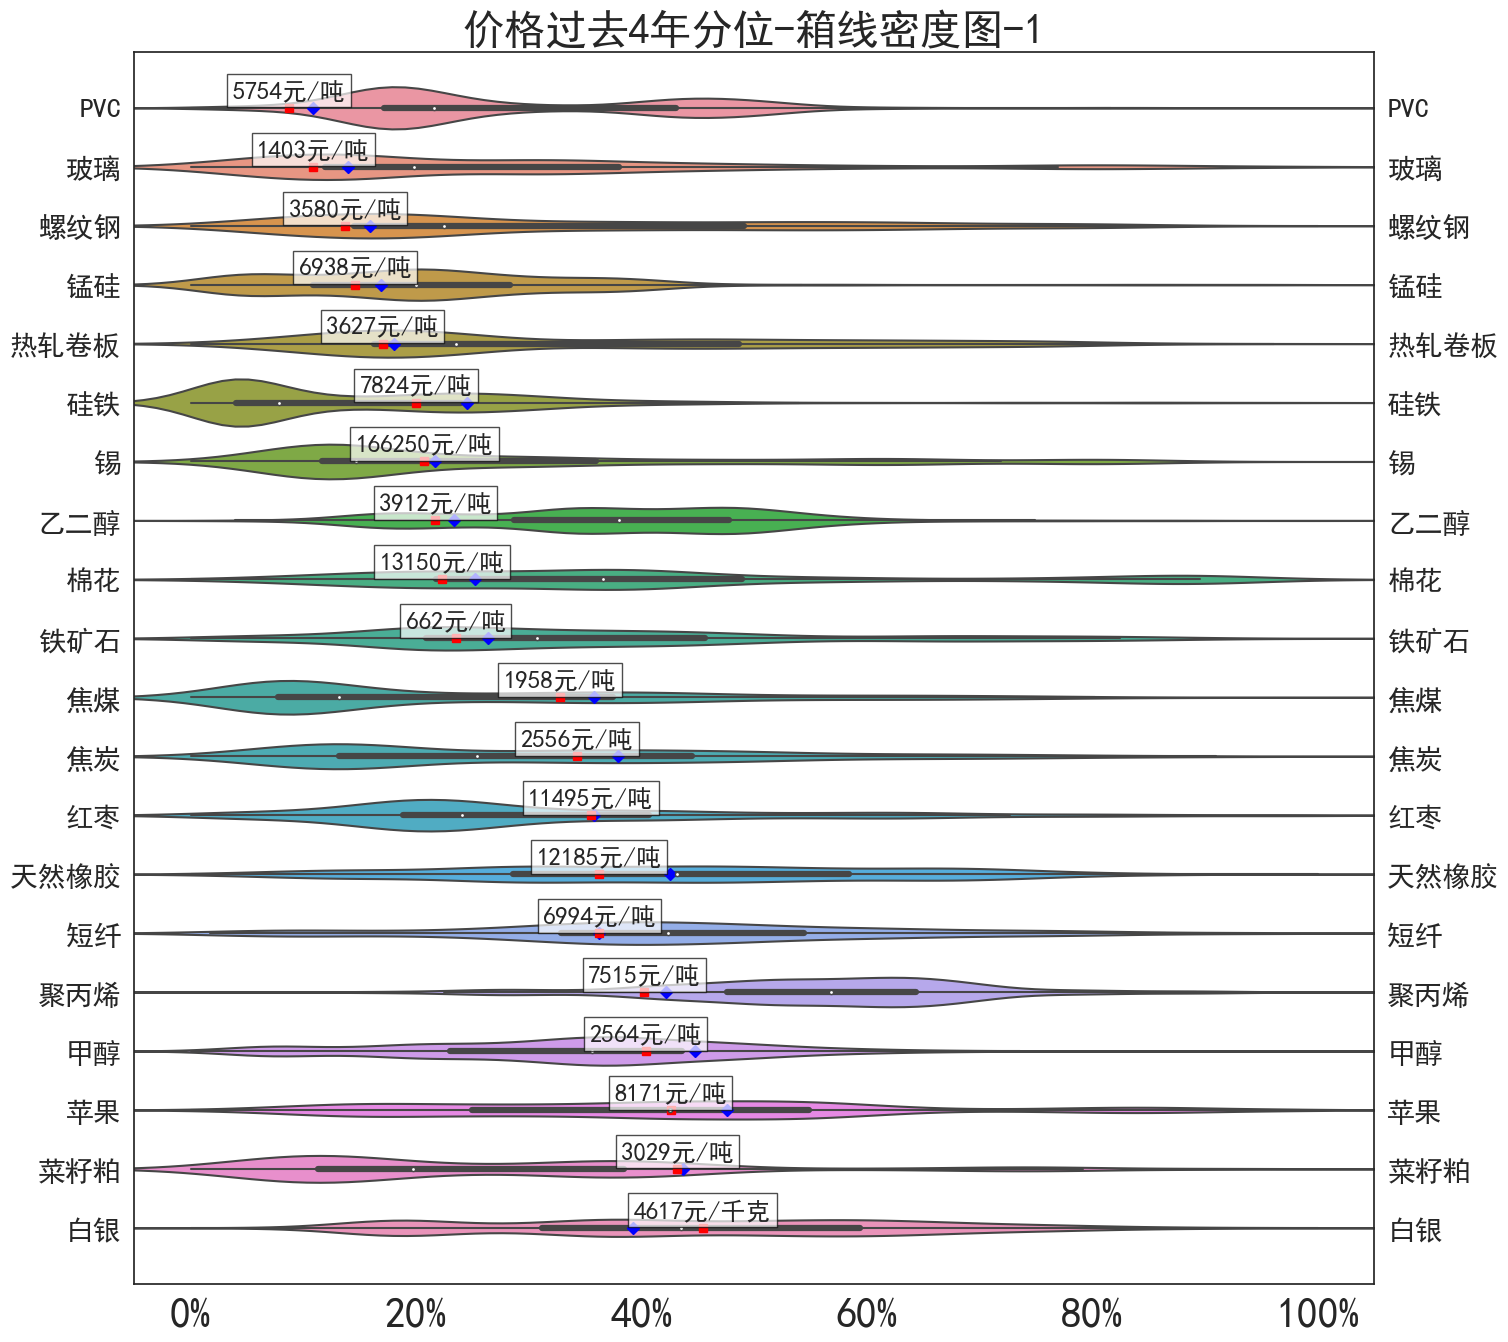 价格过去4年分位-箱线密度图-1
PVC 5754元/吨 PVC
玻璃 1403元/吨 玻璃
螺纹钢 3580元/吨 螺纹钢
锰硅 6938元/吨 锰硅
热轧卷板 3627元/吨 热轧卷板
硅铁 7824元/吨 硅铁
锡 166250元/吨 锡
乙二醇 3912元/吨 乙二醇
棉花 13150元/吨 棉花
铁矿石 662元/吨 铁矿石
焦煤 1958元/吨 焦煤
焦炭 2556元/吨 焦炭
红枣 11495元/吨 红枣
天然橡胶 12185元/吨 天然橡胶
短纤 6994元/吨 短纤
聚丙烯 7515元/吨 聚丙烯
甲醇 2564元/吨 甲醇
苹果 8171元/吨 苹果
菜籽粕 3029元/吨 菜籽粕
白银 4617元/千克 白银
0% 20% 40% 60% 80% 100%